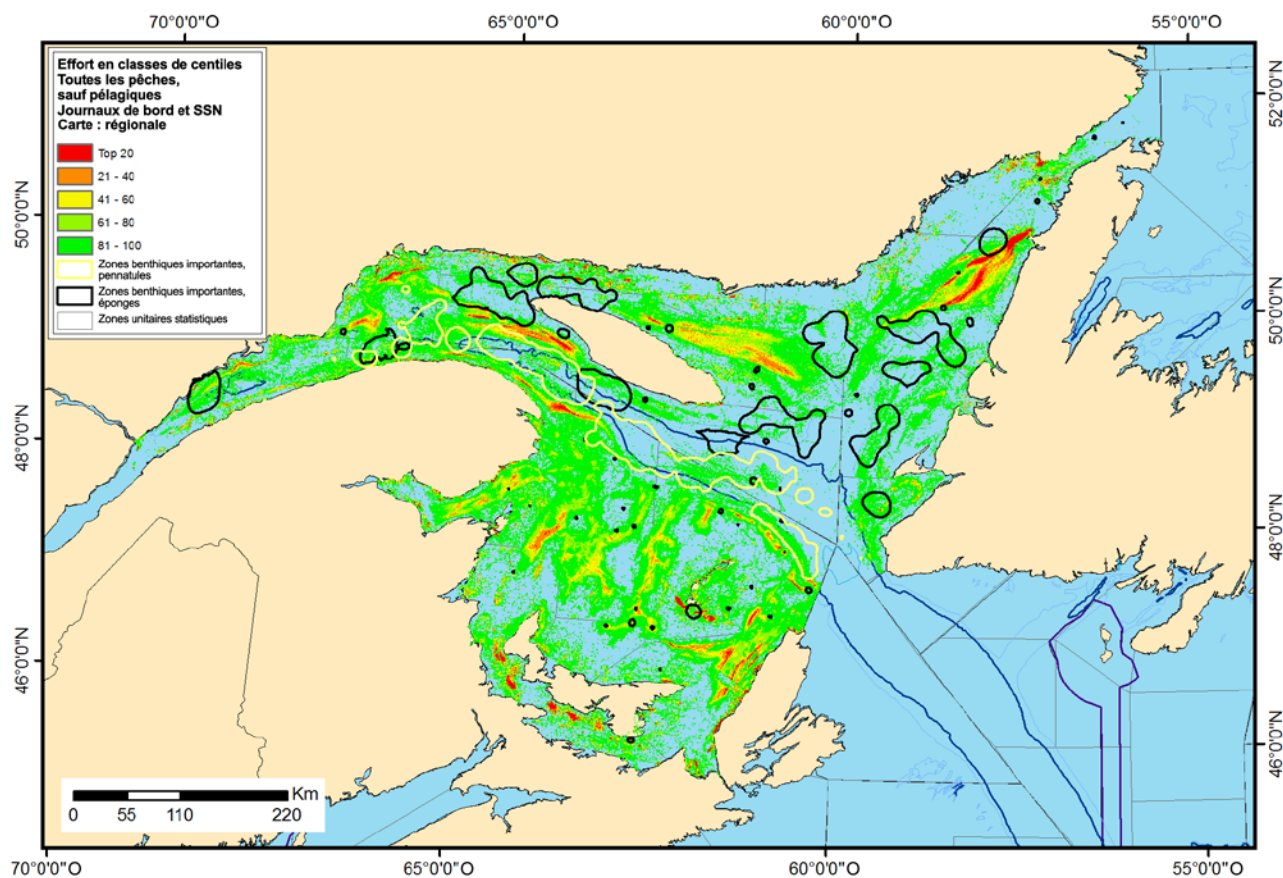 70°0'0"O 65°0'0"O 60°0'0"O 55°0'0"O
Effort en classes de centiles
Toutes les pêches,
sauf pélagiques
Journaux de bord et SSN
Carte : régionale
Top 20
21 - 40
41 - 60
61 - 80
81 - 100
Zones benthiques importantes,
pennatules
Zones benthiques importantes,
éponges
Zones unitaires statistiques
50°0'0"N
48°0'0"N
46°0'0"N
52°0'0"N
50°0'0"N
48°0'0"N
46°0'0"N
Km
0 55 110 220
70°0'0"O 65°0'0"O 60°0'0"O 55°0'0"O